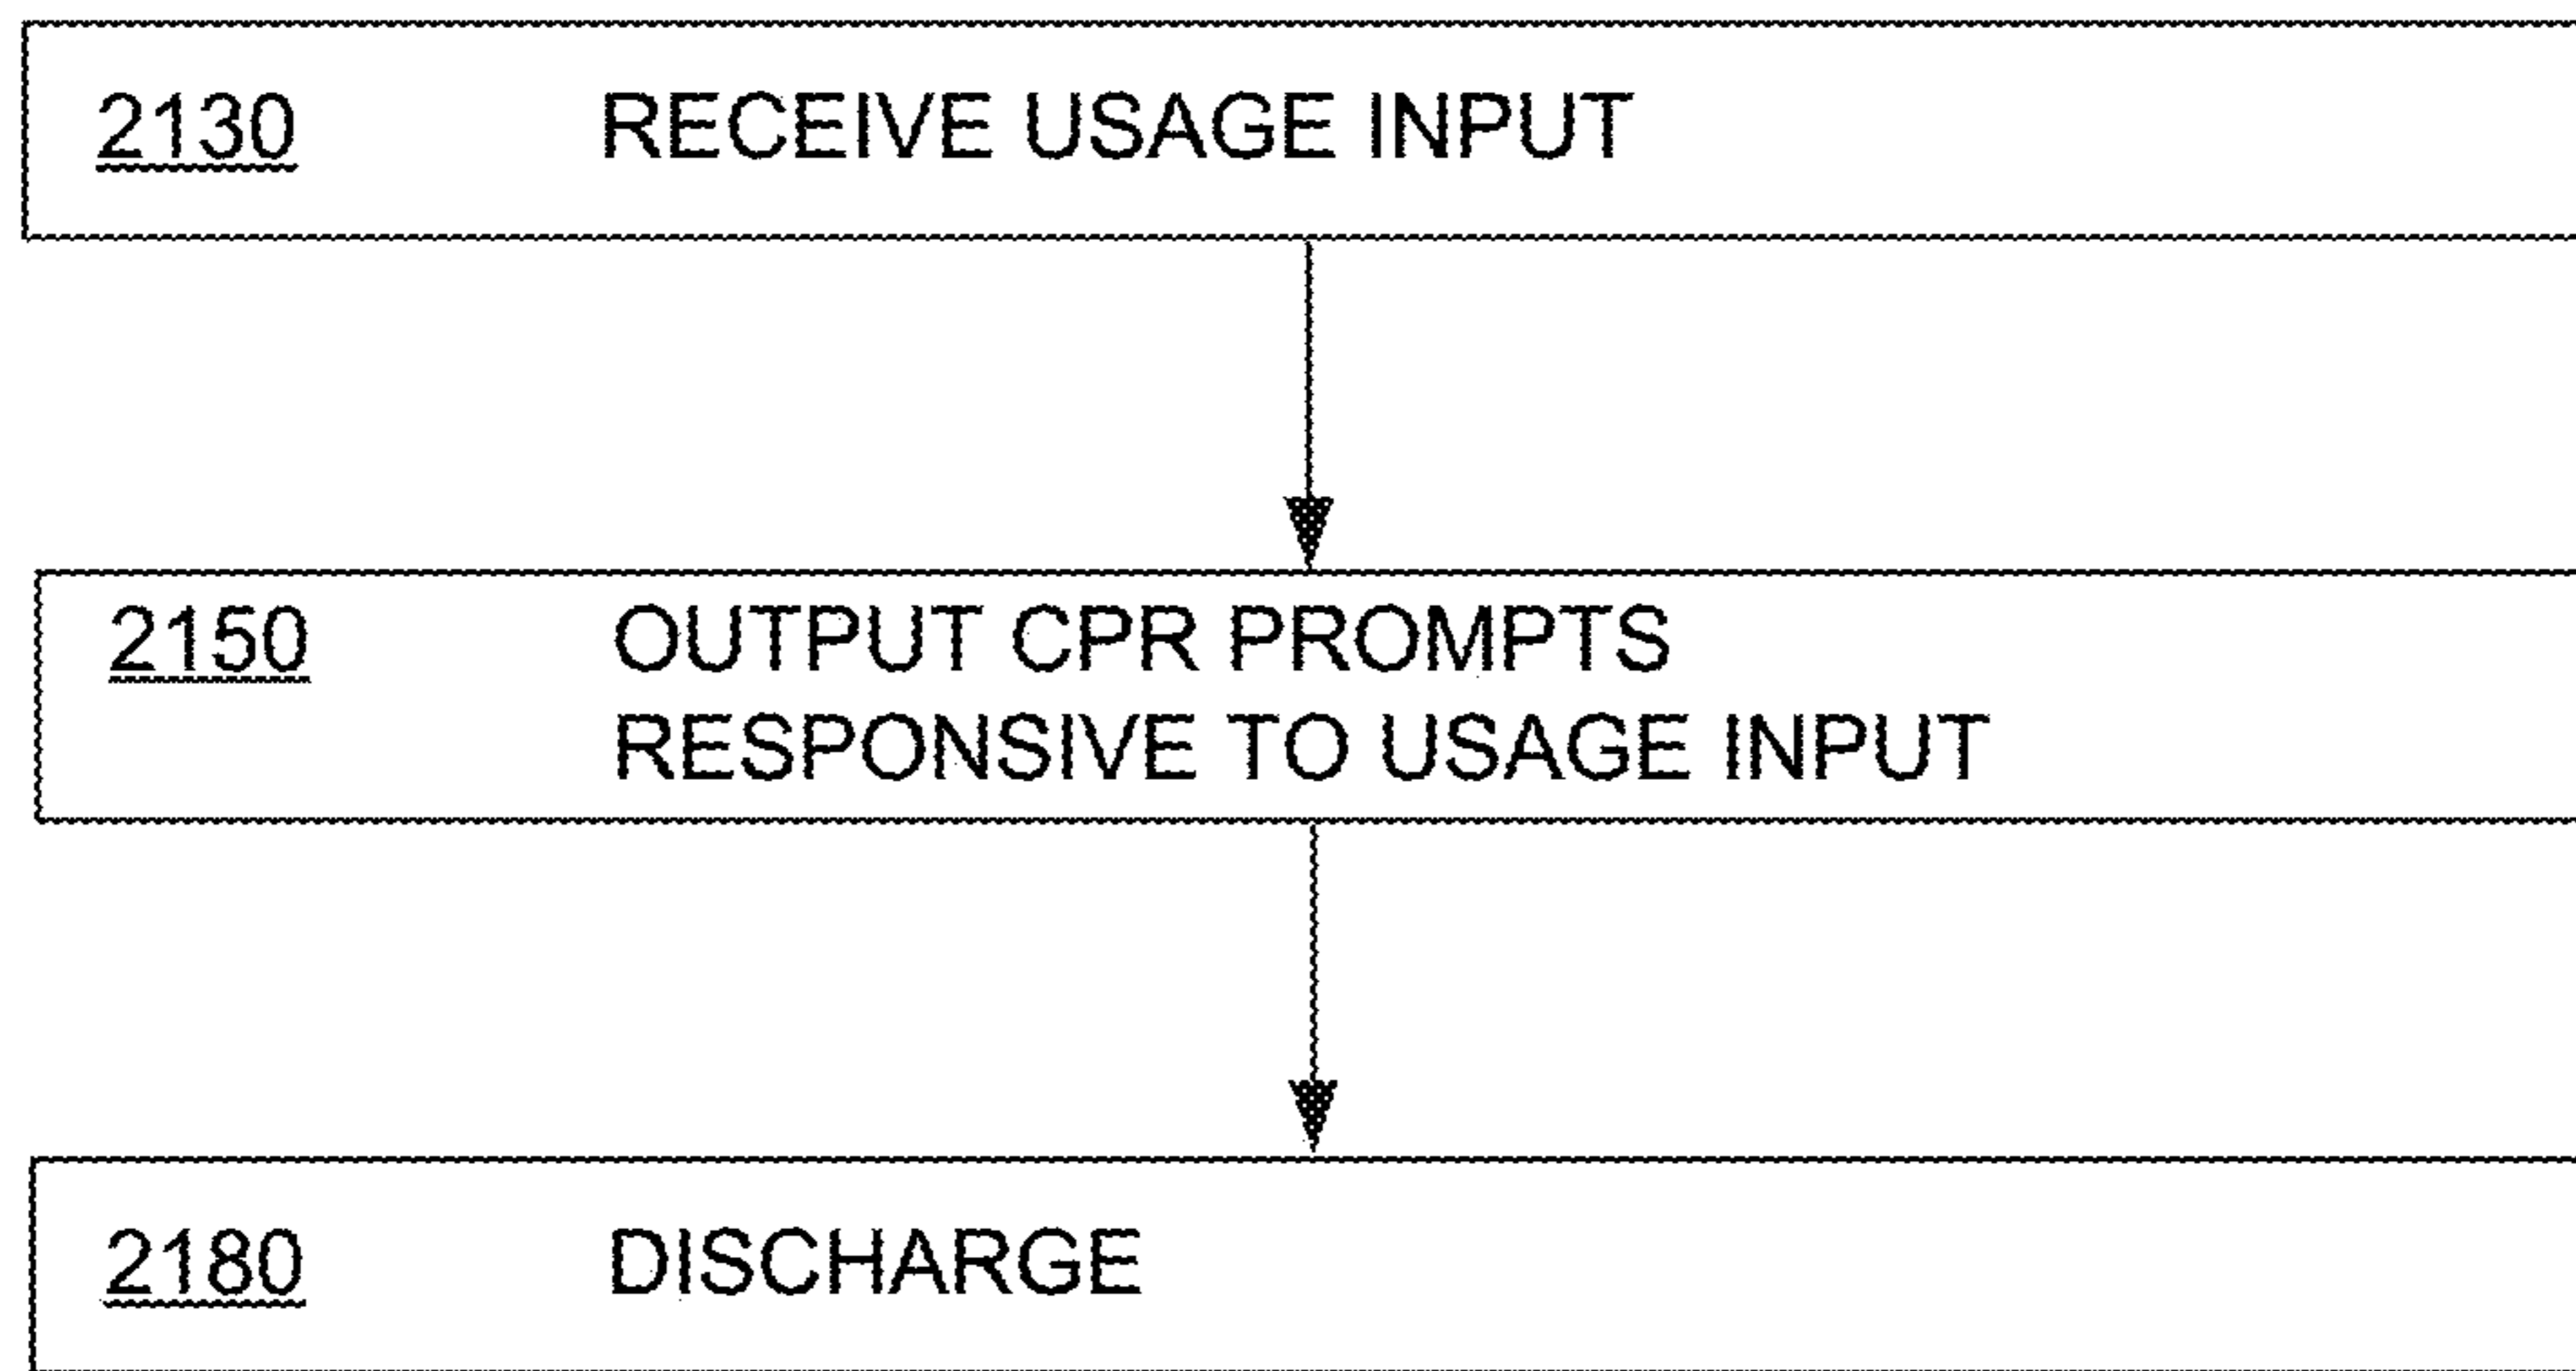 2130 RECEIVE USAGE INPUT
2150 OUTPUT CPR PROMPTS
RESPONSIVE TO USAGE INPUT
2180 DISCHARGE